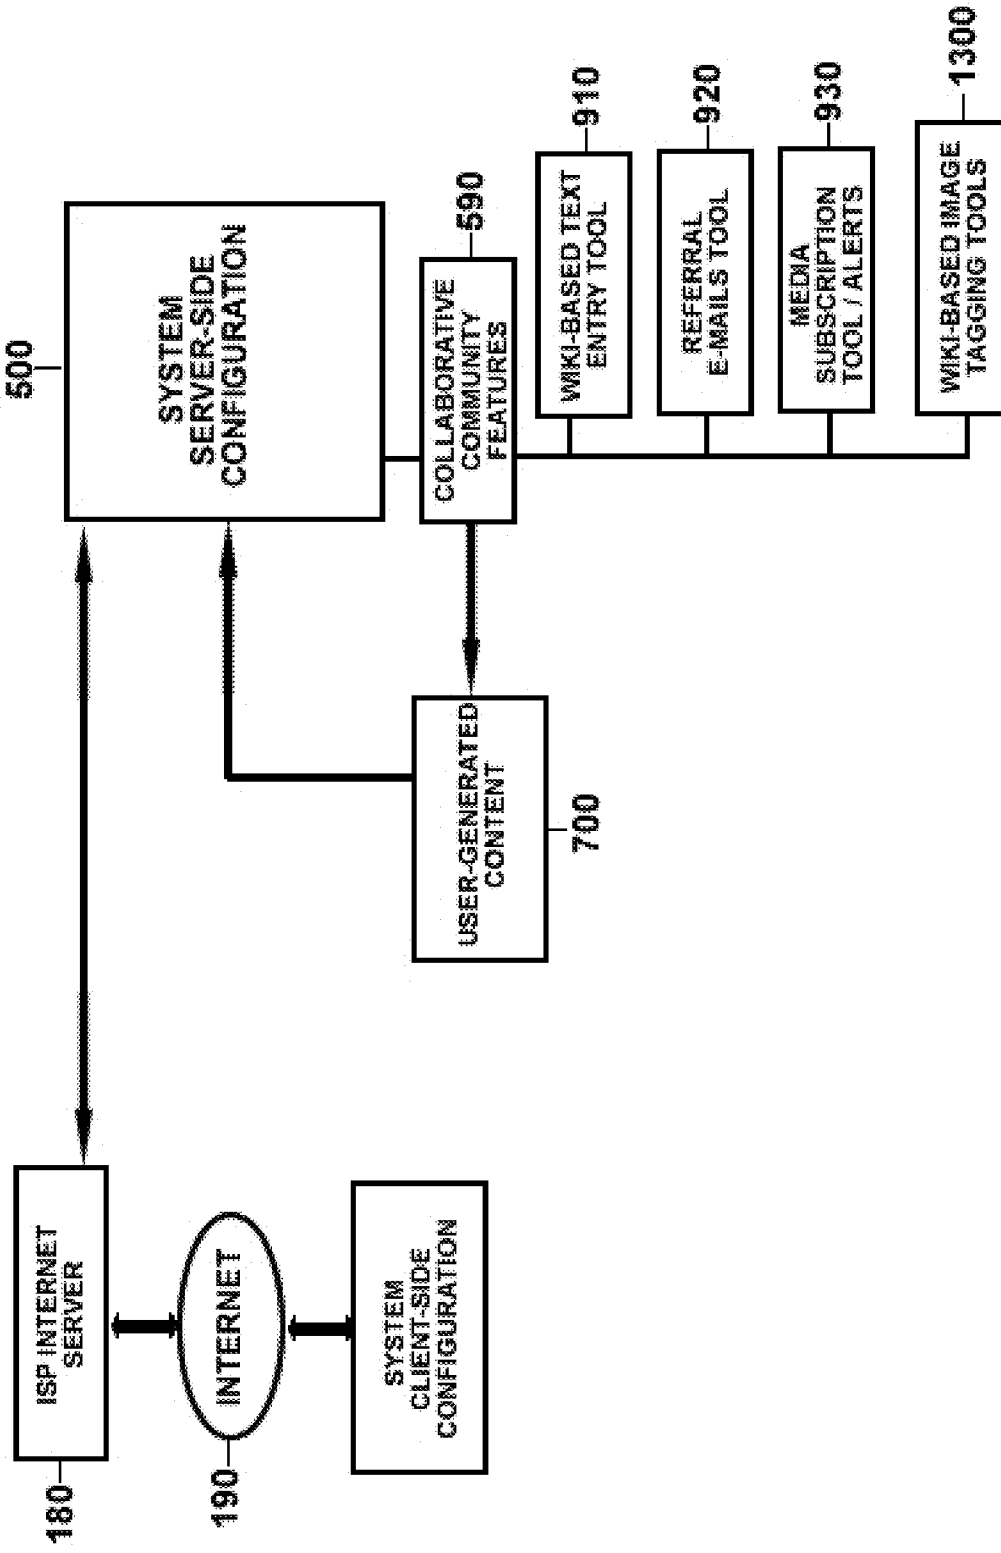 180
ISP INTERNET
SERVER
190
INTERNET
SYSTEM
CLIENT-SIDE
CONFIGURATION
500
SYSTEM
SERVER-SIDE
CONFIGURATION
USER-GENERATED
CONTENT
700
COLLABORATIVE
COMMUNITY
FEATURES
590
WIKI-BASED TEXT
ENTRY TOOL
910
REFERRAL
E-MAILS TOOL
920
MEDIA
SUBSCRIPTION
TOOL / ALERTS
930
WIKI-BASED IMAGE
TAGGING TOOLS
1300